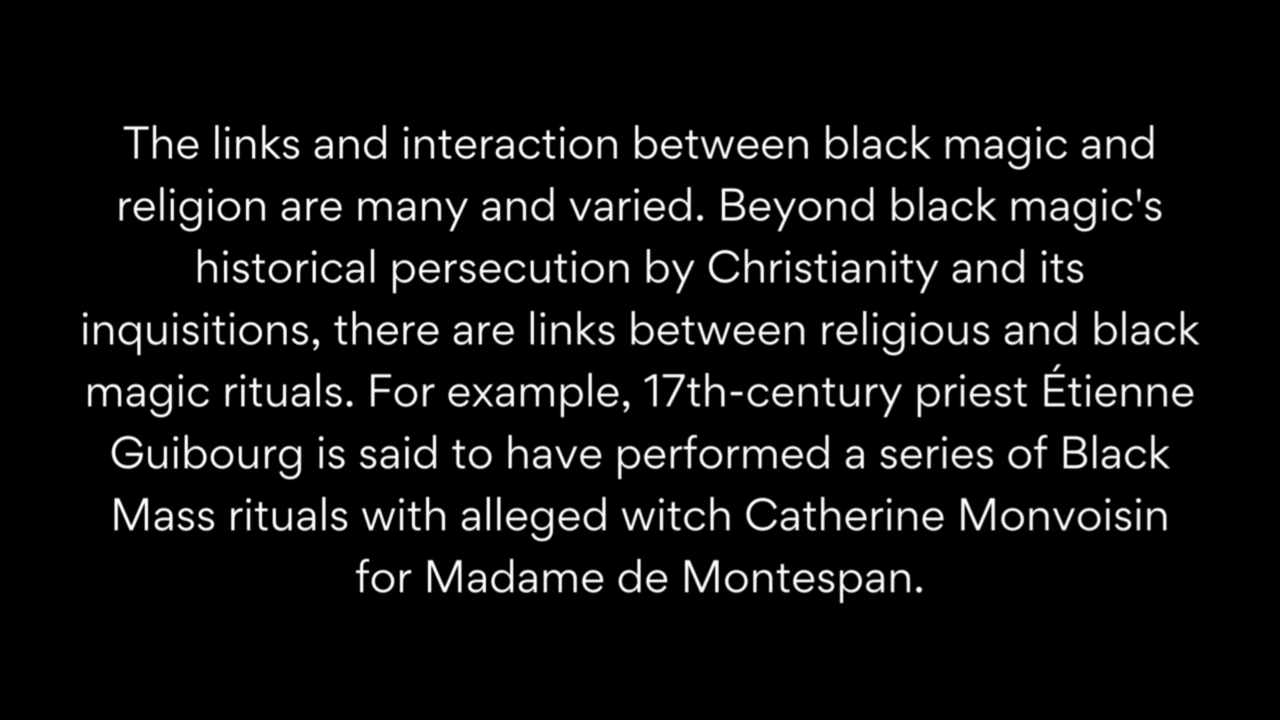 The links and interaction between black magic and
religion are many and varied. Beyond black magic's
historical persecution by Christianity and its
inquisitions, there are links between religious and black
magic rituals. For example, 17th-century priest Étienne
Guibourg is said to have performed a series of Black
Mass rituals with alleged witch Catherine Monvoisin
for Madame de Montespan.